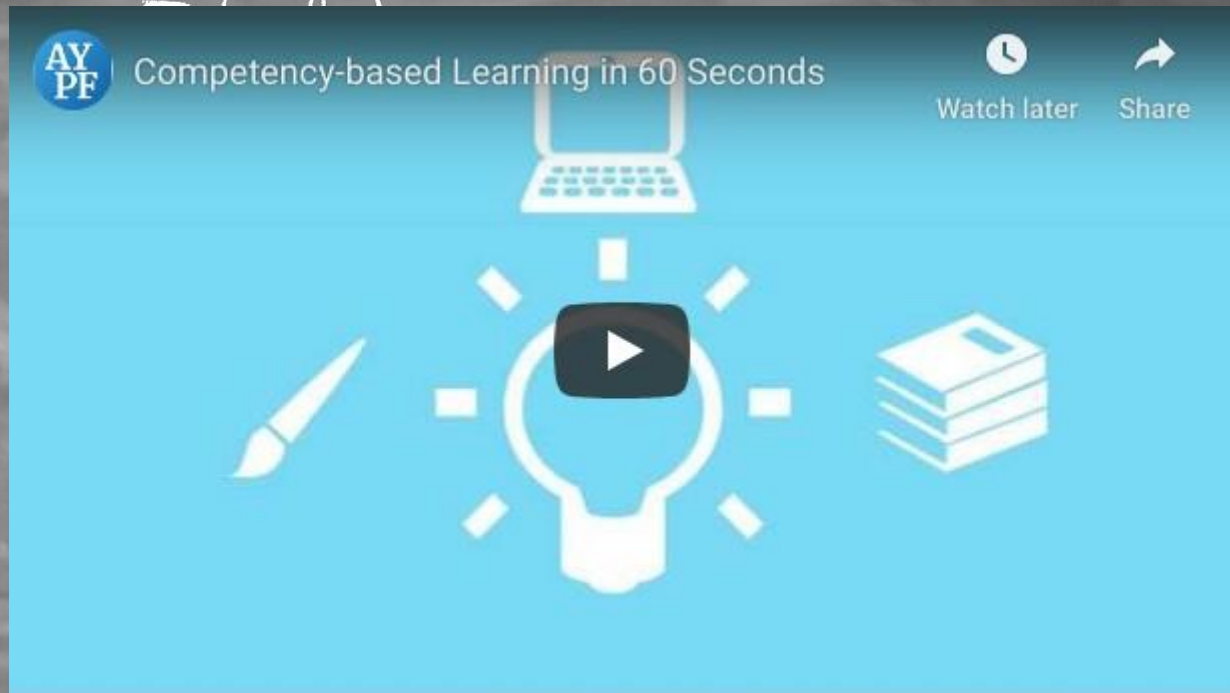 AY
PF
Competency-based Learning in 60 Seconds
Watch later
Share